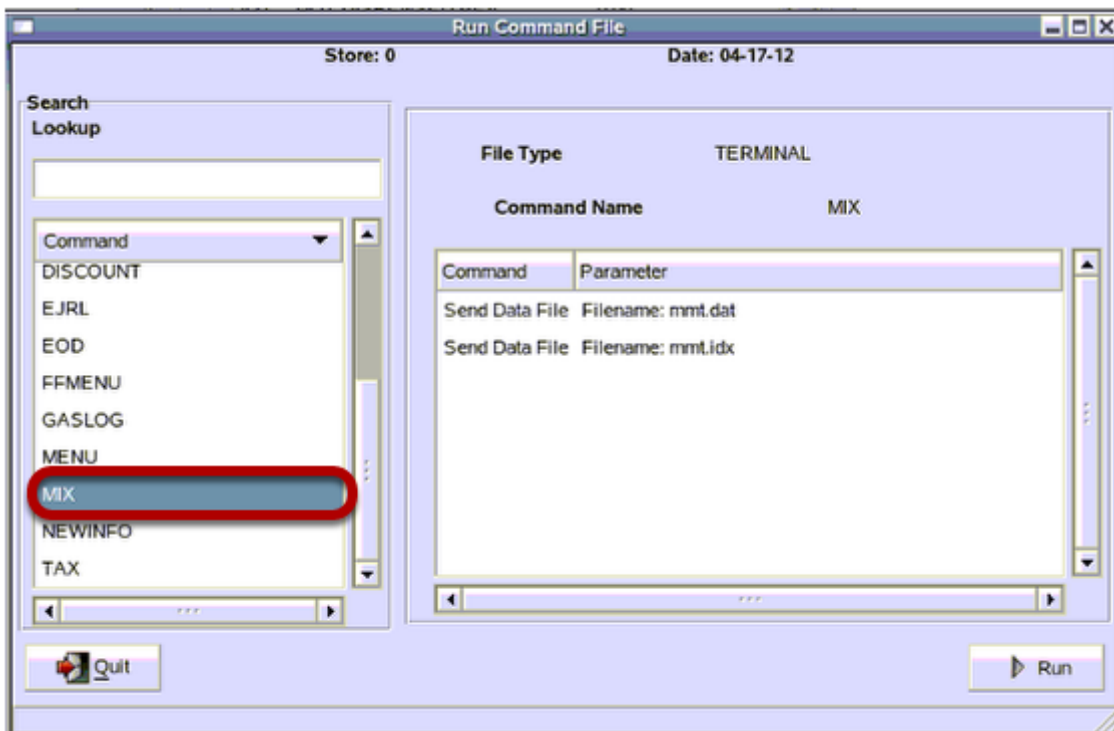 Run Command File
Store: 0 Date: 04-17-12
Search
Lookup
Command
DISCOUNT
EJRL
EOD
FFMENU
GASLOG
MENU
MIX
NEWINFO
TAX
Quit
File Type TERMINAL
Command Name MIX
Command Parameter
Send Data File Filename: mmt.dat
Send Data File Filename: mmt.idx
Run